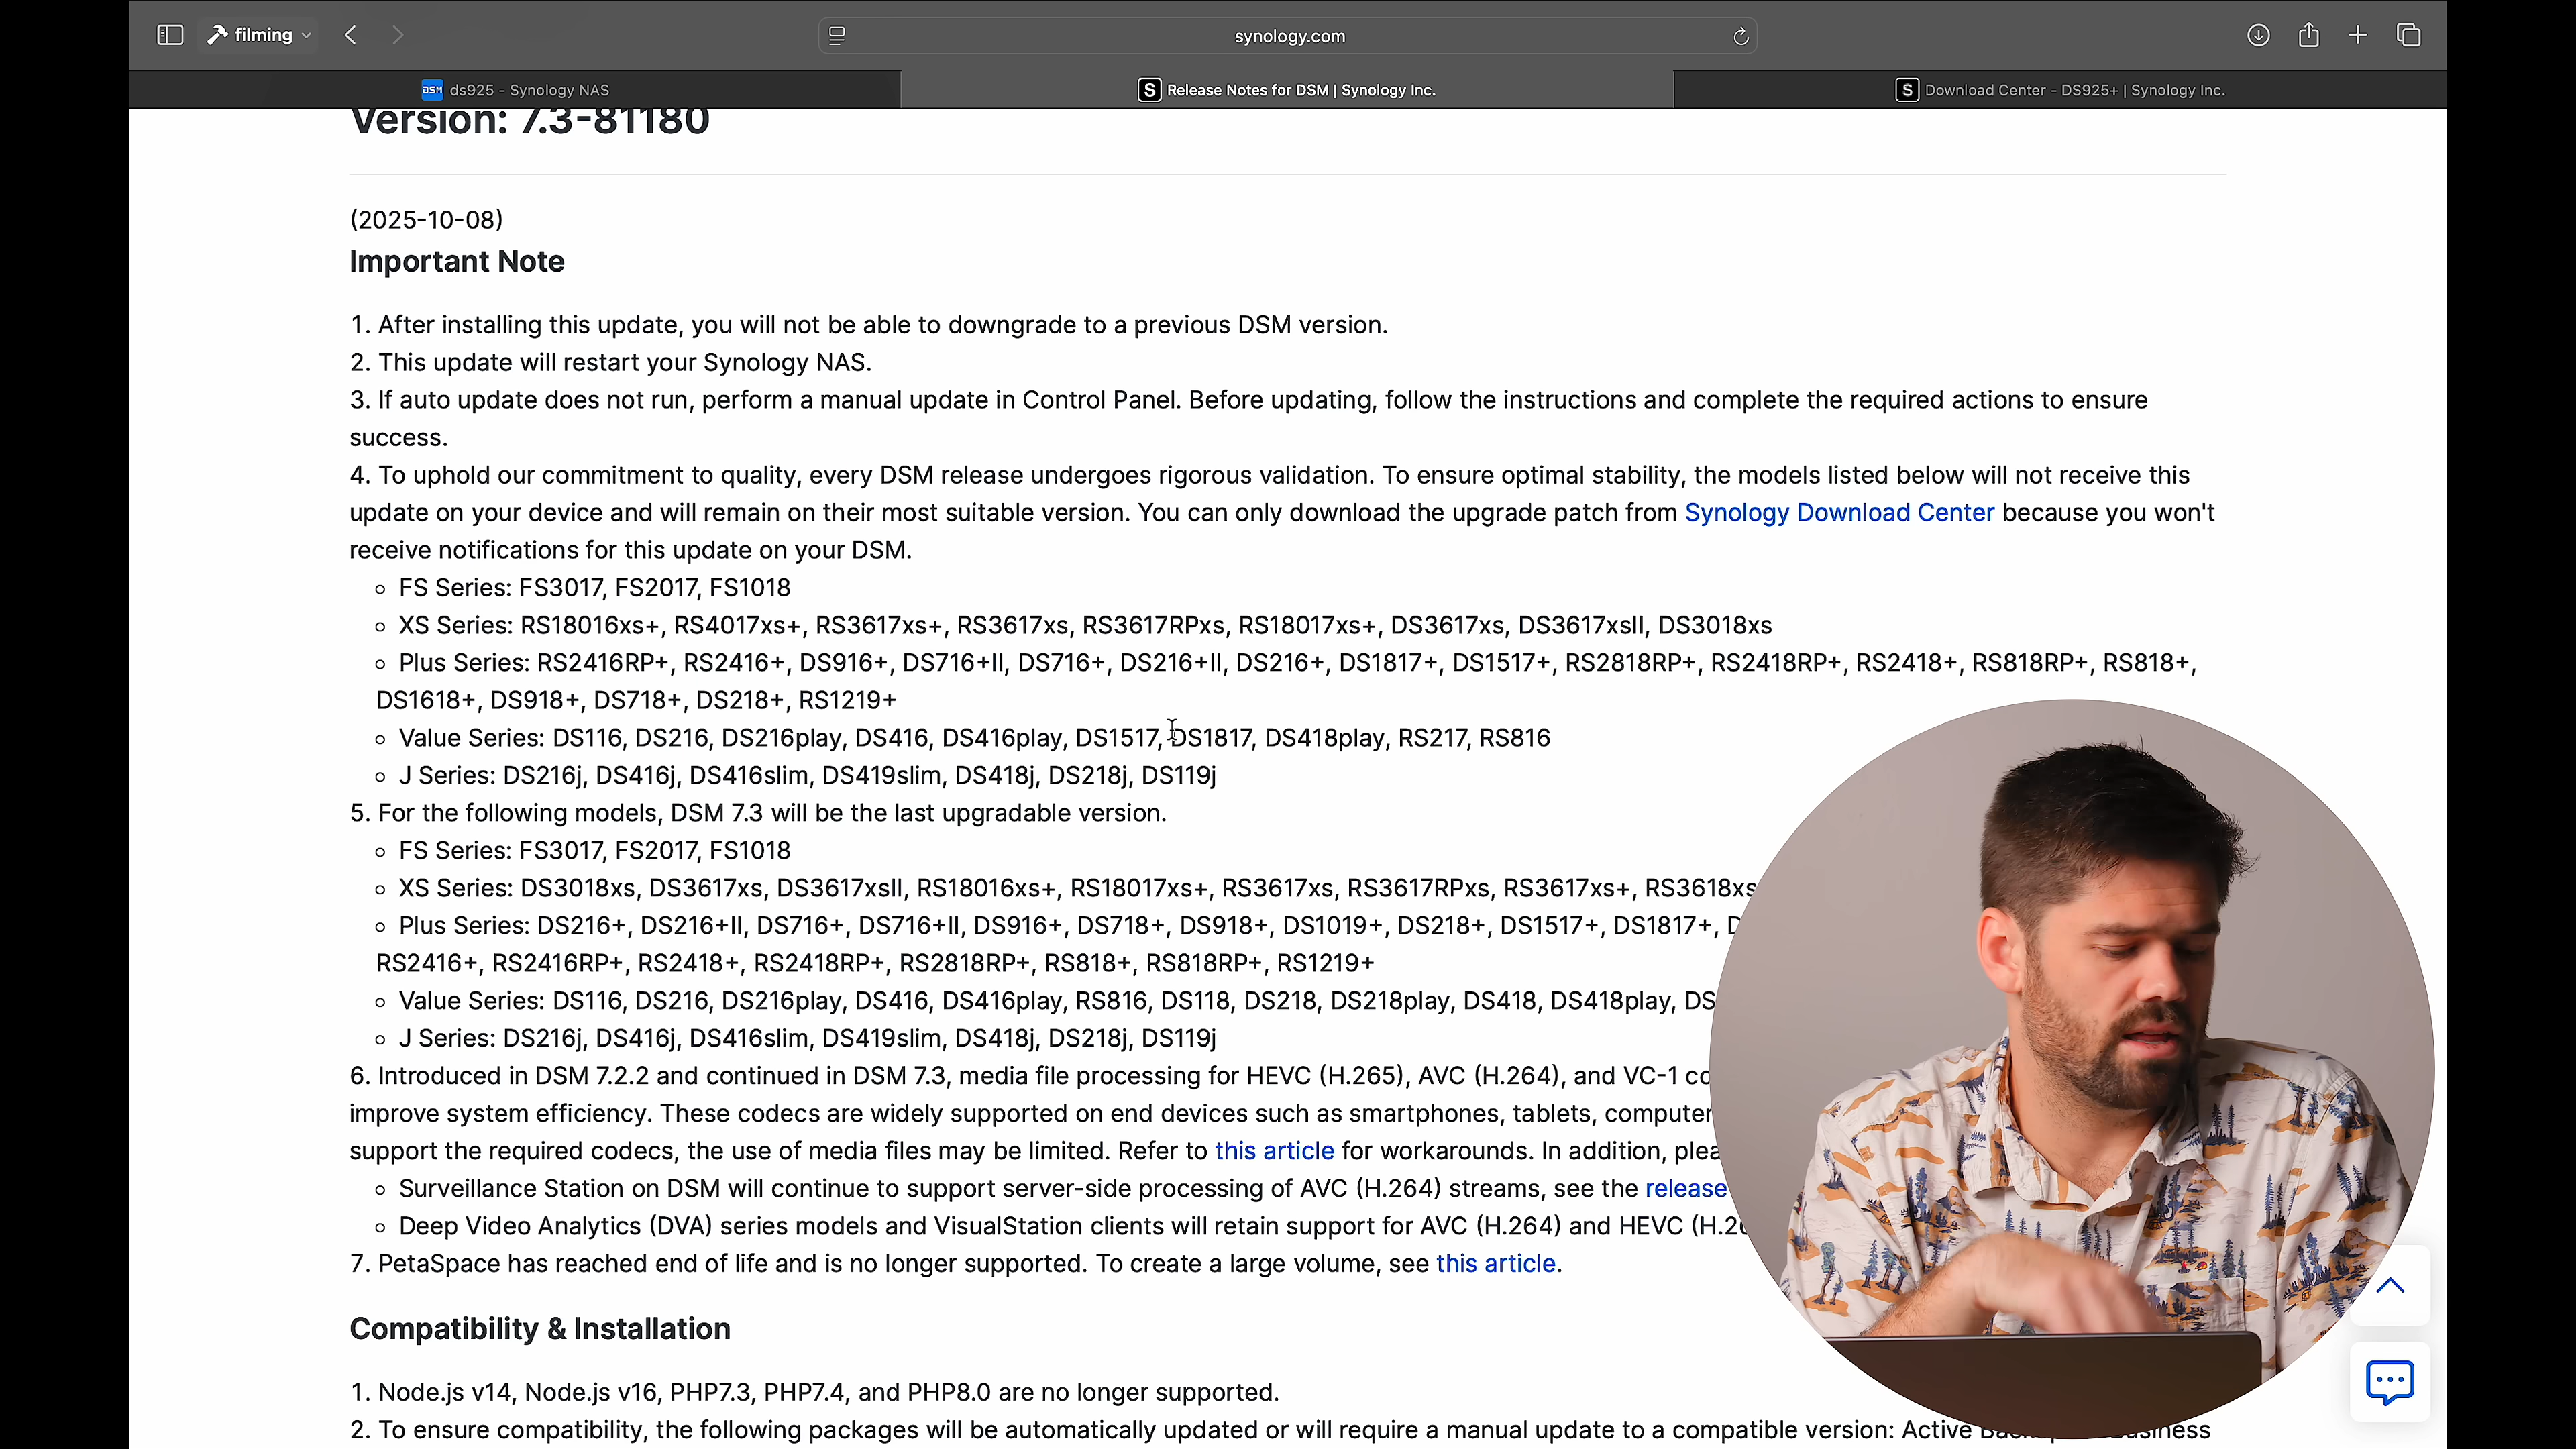 filming
synology.com
ds925 - Synology NAS
Release Notes for DSM | Synology Inc.
Download Center - DS925+ | Synology Inc.
Version: 7.3-81180
(2025-10-08)
Important Note
1. After installing this update, you will not be able to downgrade to a previous DSM version.
2. This update will restart your Synology NAS.
3. If auto update does not run, perform a manual update in Control Panel. Before updating, follow the instructions and complete the required actions to ensure
success.
4. To uphold our commitment to quality, every DSM release undergoes rigorous validation. To ensure optimal stability, the models listed below will not receive this
update on your device and will remain on their most suitable version. You can only download the upgrade patch from Synology Download Center because you won't
receive notifications for this update on your DSM.
FS Series: FS3017, FS2017, FS1018
XS Series: RS18016xs+, RS4017xs+, RS3617xs+, RS3617xs, RS3617RPxs, RS18017xs+, DS3617xs, DS3617xsII, DS3018xs
Plus Series: RS2416RP+, RS2416+, DS916+, DS716+II, DS716+, DS216+II, DS216+, DS1817+, DS1517+, RS2818RP+, RS2418RP+, RS2418+, RS818RP+, RS818+,
DS1618+, DS918+, DS718+, DS218+, RS1219+
Value Series: DS116, DS216, DS216play, DS416, DS416play, DS1517, DS1817, DS418play, RS217, RS816
J Series: DS216j, DS416j, DS416slim, DS419slim, DS418j, DS218j, DS119j
5. For the following models, DSM 7.3 will be the last upgradable version.
FS Series: FS3017, FS2017, FS1018
XS Series: DS3018xs, DS3617xs, DS3617xsII, RS18016xs+, RS18017xs+, RS3617xs, RS3617RPxs, RS3617xs+, RS3618xs
Plus Series: DS216+, DS216+II, DS716+, DS716+II, DS916+, DS718+, DS918+, DS1019+, DS218+, DS1517+, DS1817+,
RS2416+, RS2416RP+, RS2418+, RS2418RP+, RS2818RP+, RS818+, RS818RP+, RS1219+
Value Series: DS116, DS216, DS216play, DS416, DS416play, RS816, DS118, DS218, DS218play, DS418, DS418play, DS
J Series: DS216j, DS416j, DS416slim, DS419slim, DS418j, DS218j, DS119j
6. Introduced in DSM 7.2.2 and continued in DSM 7.3, media file processing for HEVC (H.265), AVC (H.264), and VC-1 co
improve system efficiency. These codecs are widely supported on end devices such as smartphones, tablets, computer
support the required codecs, the use of media files may be limited. Refer to this article for workarounds. In addition, plea
Surveillance Station on DSM will continue to support server-side processing of AVC (H.264) streams, see the release
Deep Video Analytics (DVA) series models and VisualStation clients will retain support for AVC (H.264) and HEVC (H.26
7. PetaSpace has reached end of life and is no longer supported. To create a large volume, see this article.
Compatibility & Installation
1. Node.js v14, Node.js v16, PHP7.3, PHP7.4, and PHP8.0 are no longer supported.
2. To ensure compatibility, the following packages will be automatically updated or will require a manual update to a compatible version: Active